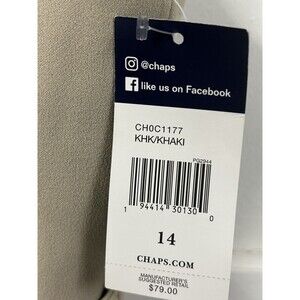 @chaps
like us on Facebook
CH0C1177
KHK/KHAKI
PG2944
1 94414 30130 0
14
CHAPS.COM
MANUFACTURER'S
SUGGESTED RETAIL
$79.00